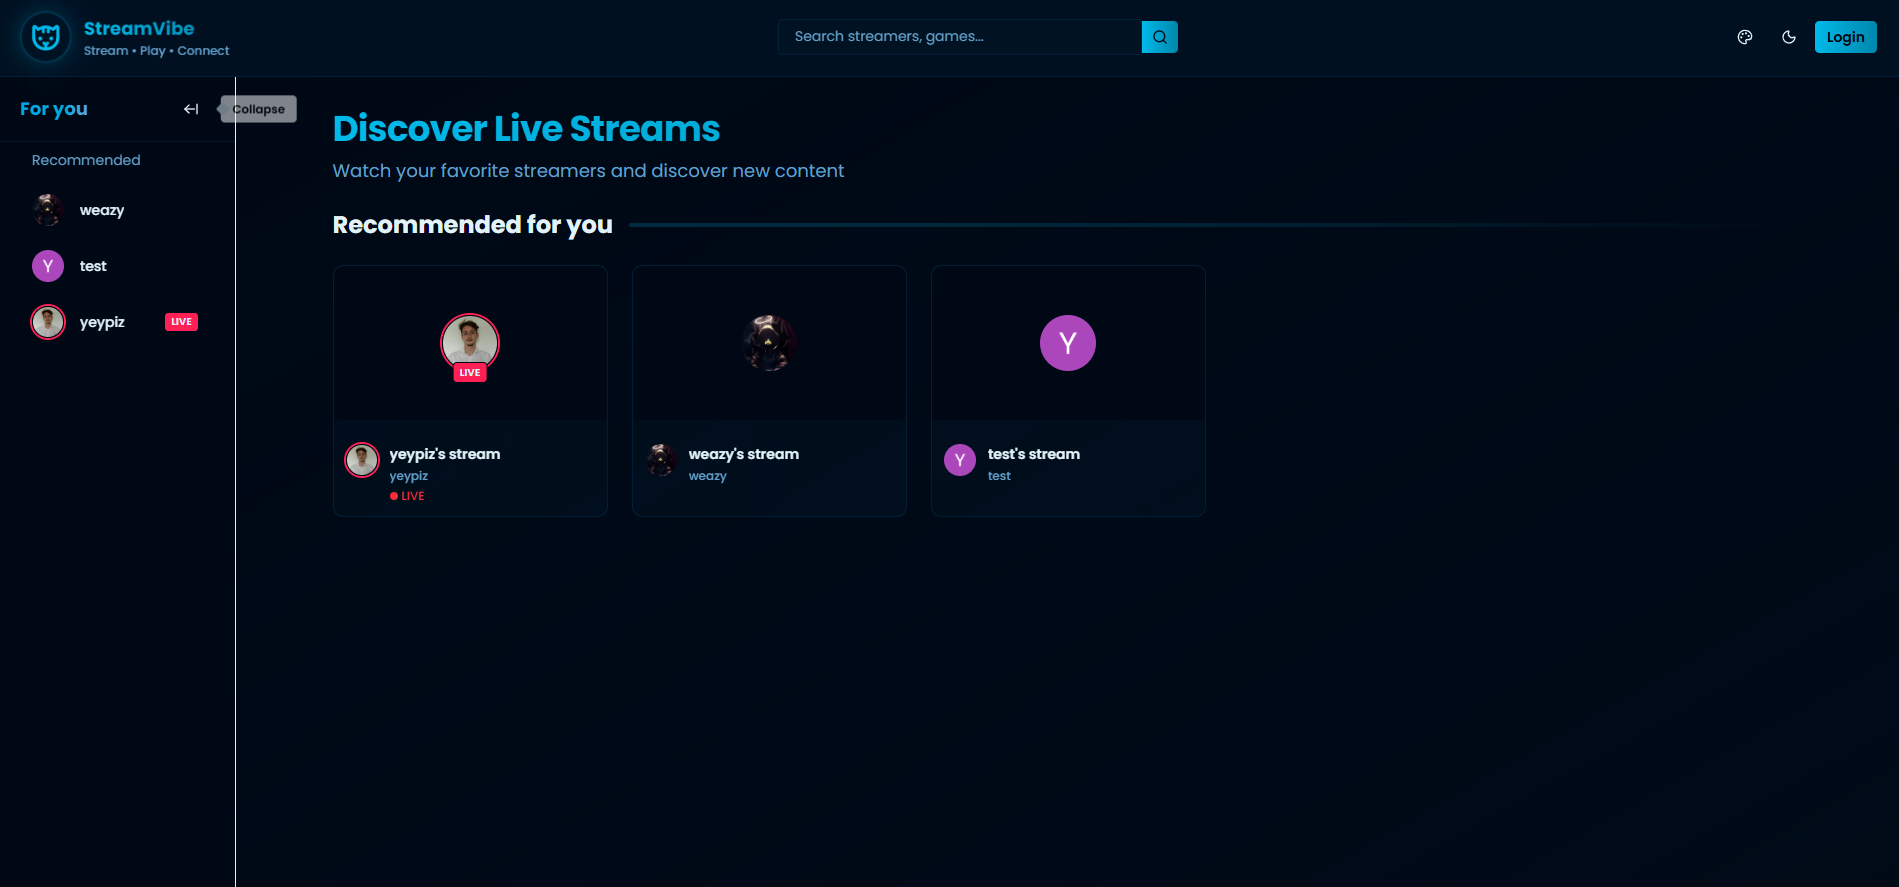 StreamVibe
Stream • Play • Connect
Search streamers, games...
Login
For you
Collapse
Recommended
weazy
Y
test
yeypiz
LIVE
Discover Live Streams
Watch your favorite streamers and discover new content
Recommended for you
LIVE
yeypiz's stream
yeypiz
LIVE
weazy's stream
weazy
Y
Y
test's stream
test